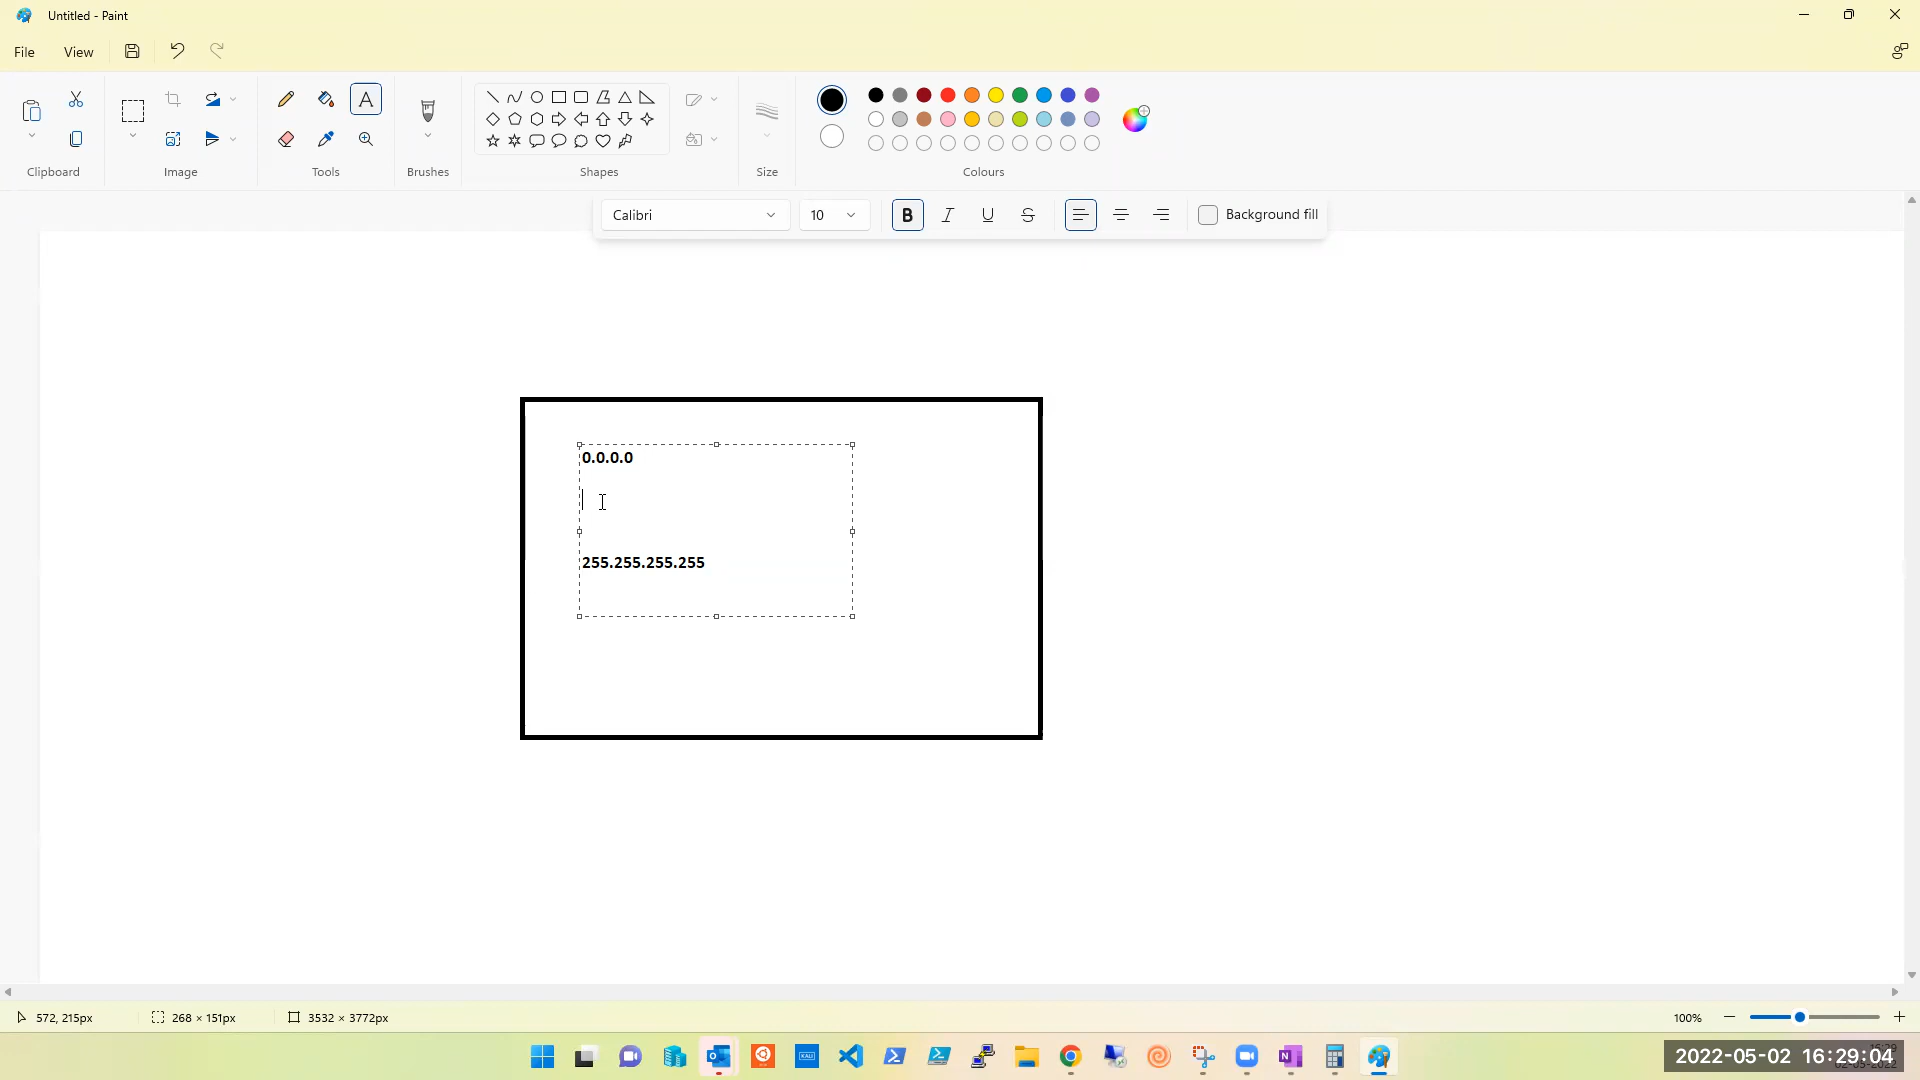 Untitled - Paint
File
View
Clipboard
Image
Tools
Brushes
Shapes
Size
Colours
A
Calibri
10
B
I
U
S
Background fill
0.0.0.0
255.255.255.255
572, 215px
268 × 151px
3532 × 3772px
100%
2022-05-02 16:29:04